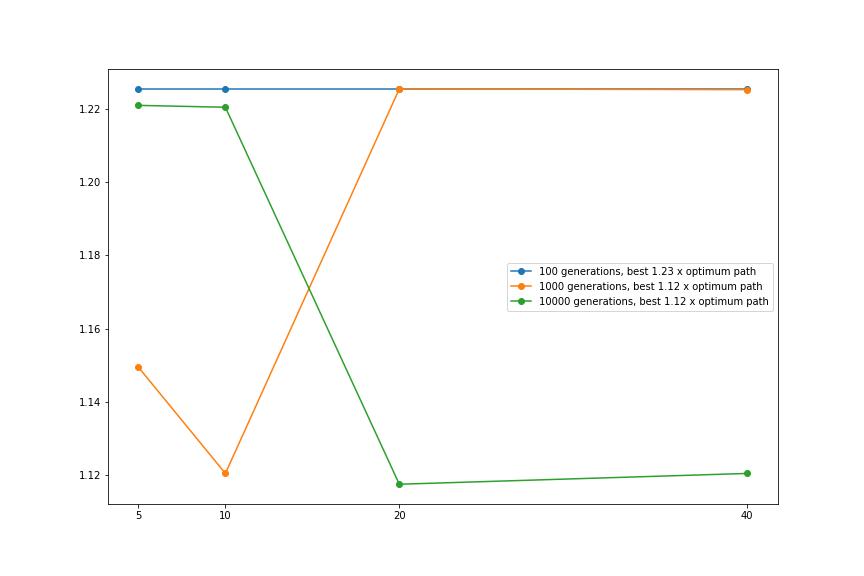 1.22
1.20
1.18
1.16
1.14
1.12
5 10 20 40
100 generations, best 1.23 x optimum path
1000 generations, best 1.12 x optimum path
10000 generations, best 1.12 x optimum path